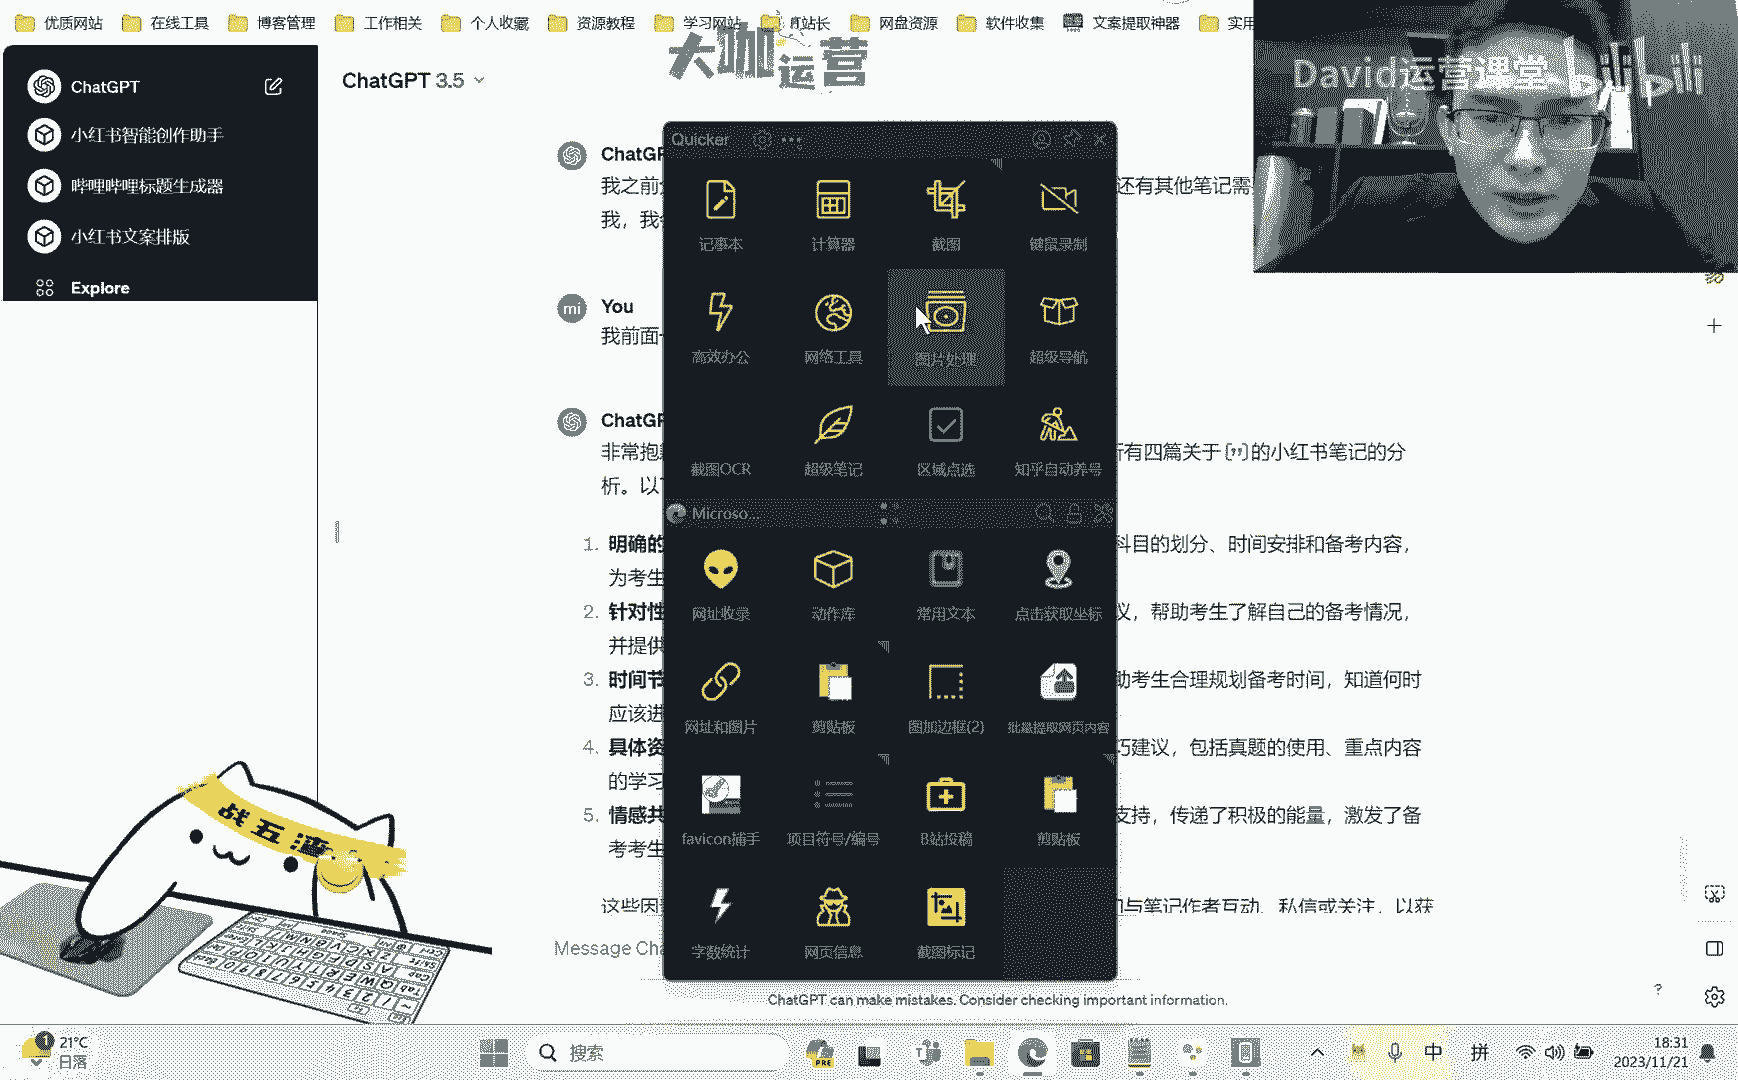 优质网站
在线工具
博客管理
工作相关
个人收藏
资源教程
学习网站
站长
网盘资源
软件收集
文案提取神器
实用
大咖运营
David运营课堂 bilibili
ChatGPT
小红书智能创作助手
哔哩哔哩标题生成器
小红书文案排版
Explore
ChatGPT 3.5
ChatG
我之前
还有其他笔记需
我，我
You
mi
我前面
ChatG
非常抱
所有四篇关于[\"]的小红书笔记的分
析。以
1. 明确的
科目的划分、时间安排和备考内容，
为考生
2. 针对性
议，帮助考生了解自己的备考情况，
并提供
3. 时间节
助考生合理规划备考时间，知道何时
应该进
4. 具体资
巧建议，包括真题的使用、重点内容
的学习
5. 情感共
支持，传递了积极的能量，激发了备
考考生
这些因
与笔记作者互动、私信或关注，以获
Message Cha
ChatGPT can make mistakes. Consider checking important information.
?
Quicker
记事本
计算器
截图
键鼠录制
高效办公
网络工具
图片处理
超级导航
截图OCR
超级笔记
区域点选
知乎自动养号
Microso...
网址收录
动作库
常用文本
点击获取坐标
网址和图片
剪贴板
图加边框(2)
批量提取网页内容
favicon捕手
项目符号/编号
B站投稿
剪贴板
字数统计
网页信息
截图标记
1
21°C
日落
搜索
PRE
中
拼
18:31
2023/11/21